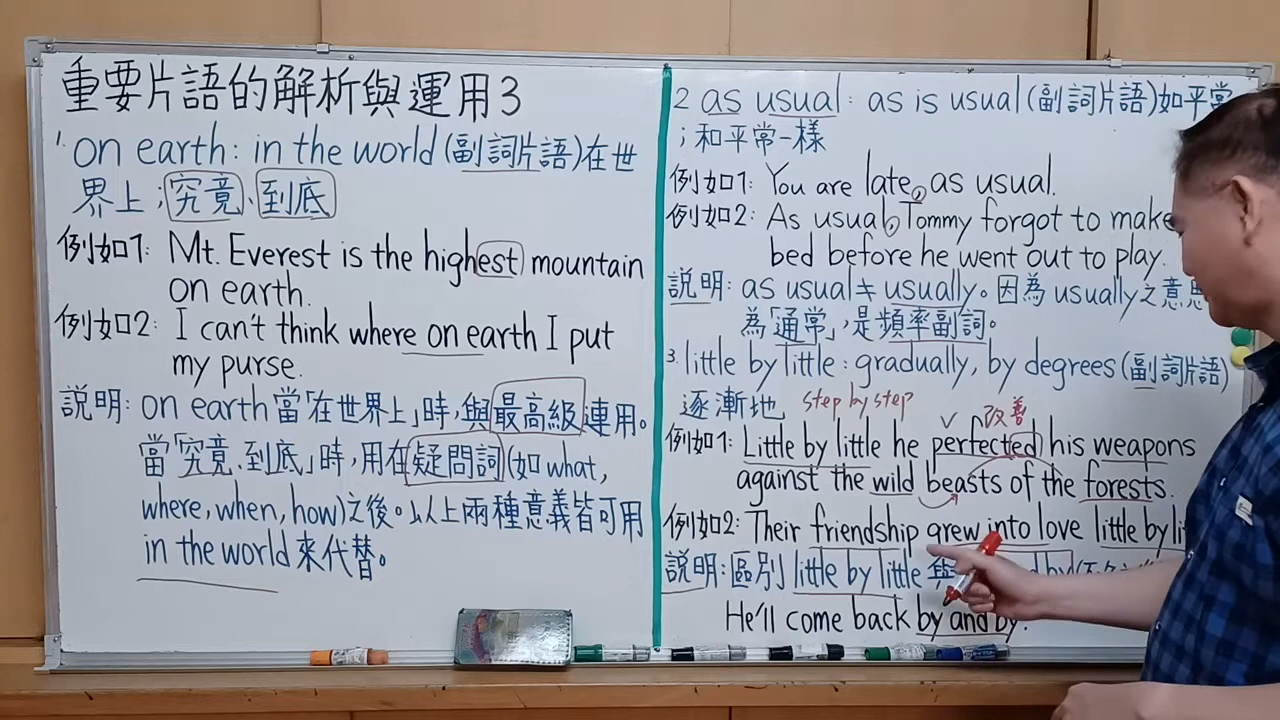 重要片語的解析與運用3
1. on earth: in the world (副詞片語)在世
界上;究竟、到底
例如1: Mt. Everest is the highest mountain
on earth.
例如2: I can't think where on earth I put
my purse.
説明: on earth當「在世界上」時,與最高級連用。
當「究竟、到底」時,用在疑問詞(如what,
where, when, how)之後。以上兩種意義皆可用
in the world來代替。
2 as usual: as is usual (副詞片語)如平常
;和平常一樣
例如1: You are late, as usual.
例如2: As usual, Tommy forgot to make
bed before he went out to play.
説明: as usual ≠ usually。因為usually之意思
為「通常」,是頻率副詞。
3. little by little: gradually, by degrees (副詞片語)
逐漸地 step by step
改善
例如1: Little by little he perfected his weapons
against the wild beasts of the forests.
例如2: Their friendship grew into love little by
説明: 區別 little by little 與
He'll come back by and by.